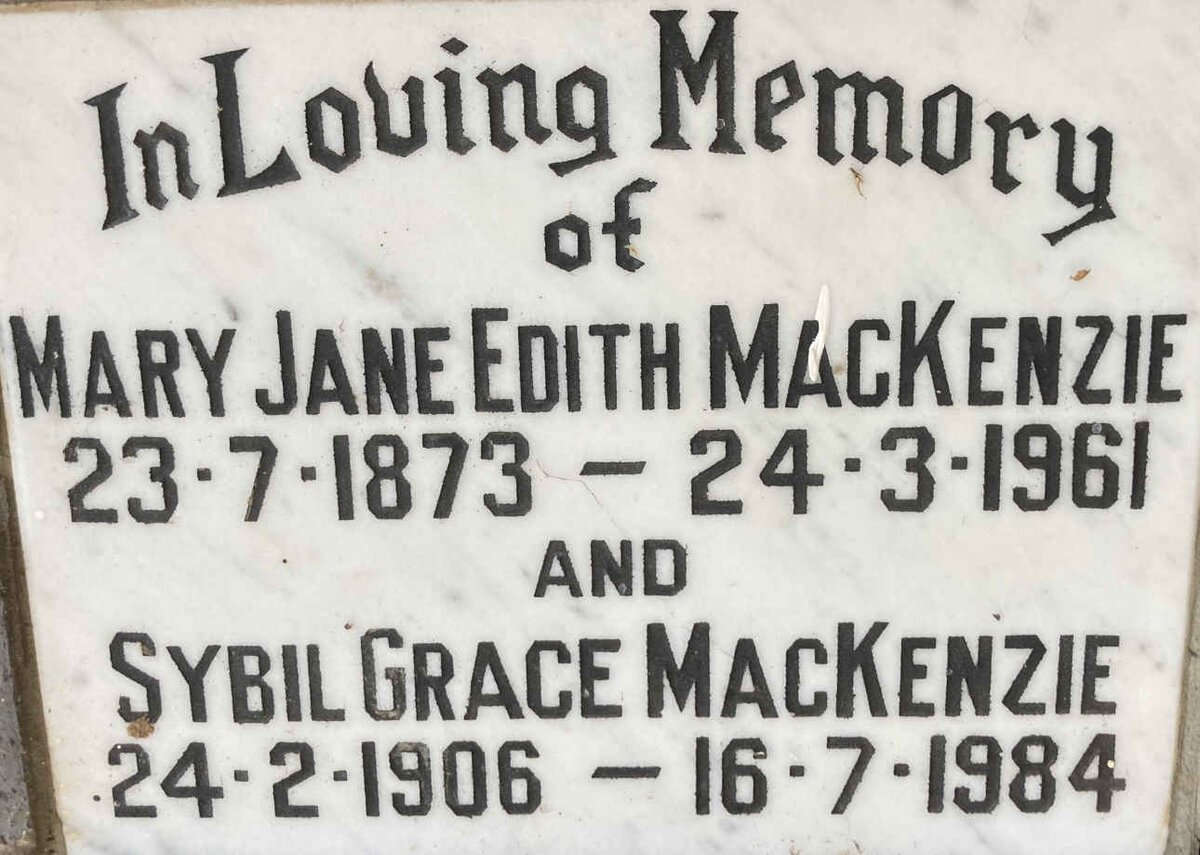 In Loving Memory
of
MARY JANE EDITH MACKENZIE
23·7·1873 — 24·3·1961
AND
SYBIL GRACE MACKENZIE
24·2·1906 — 16·7·1984